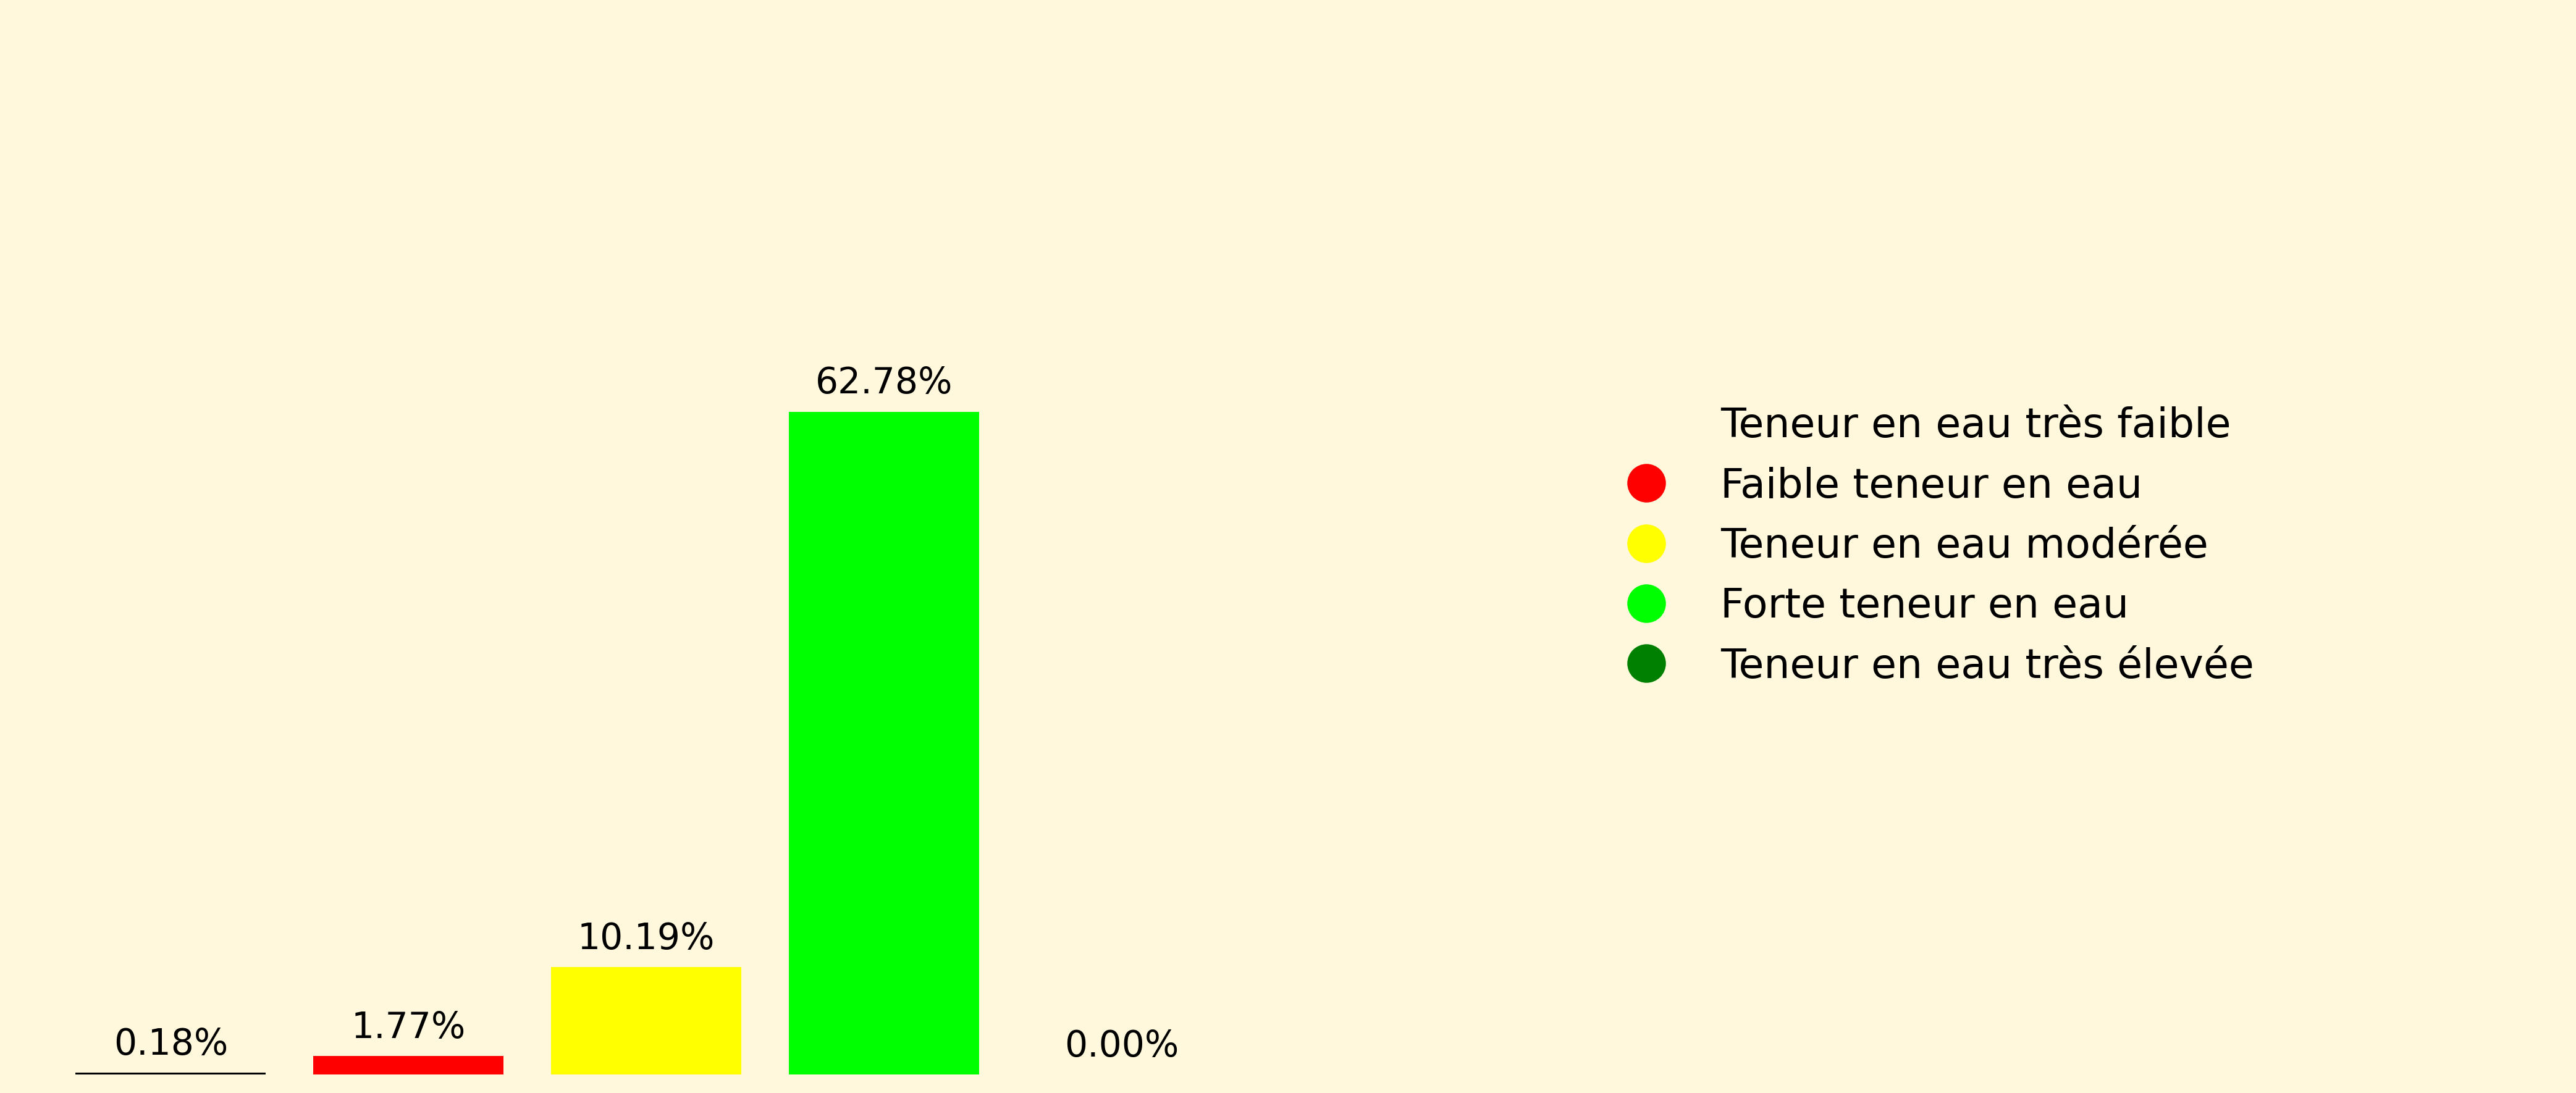 62.78%
10.19%
1.77%
0.18%
0.00%
Teneur en eau très faible
Faible teneur en eau
Teneur en eau modérée
Forte teneur en eau
Teneur en eau très élevée